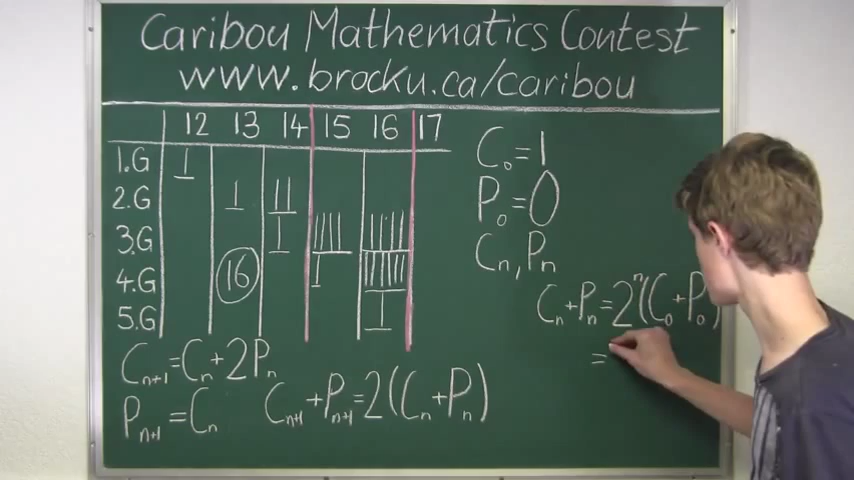 Caribou Mathematics Contest
www.brocku.ca/caribou
12 13 14 15 16 17
1.G
2.G
3.G
4.G 16
5.G
C₀=1
P₀=0
Cₙ,Pₙ
Cₙ+Pₙ=2ⁿ(C₀+P₀)
=
Cₙ₊₁=Cₙ+2Pₙ
Pₙ₊₁=Cₙ Cₙ₊₁+Pₙ₊₁=2(Cₙ+Pₙ)